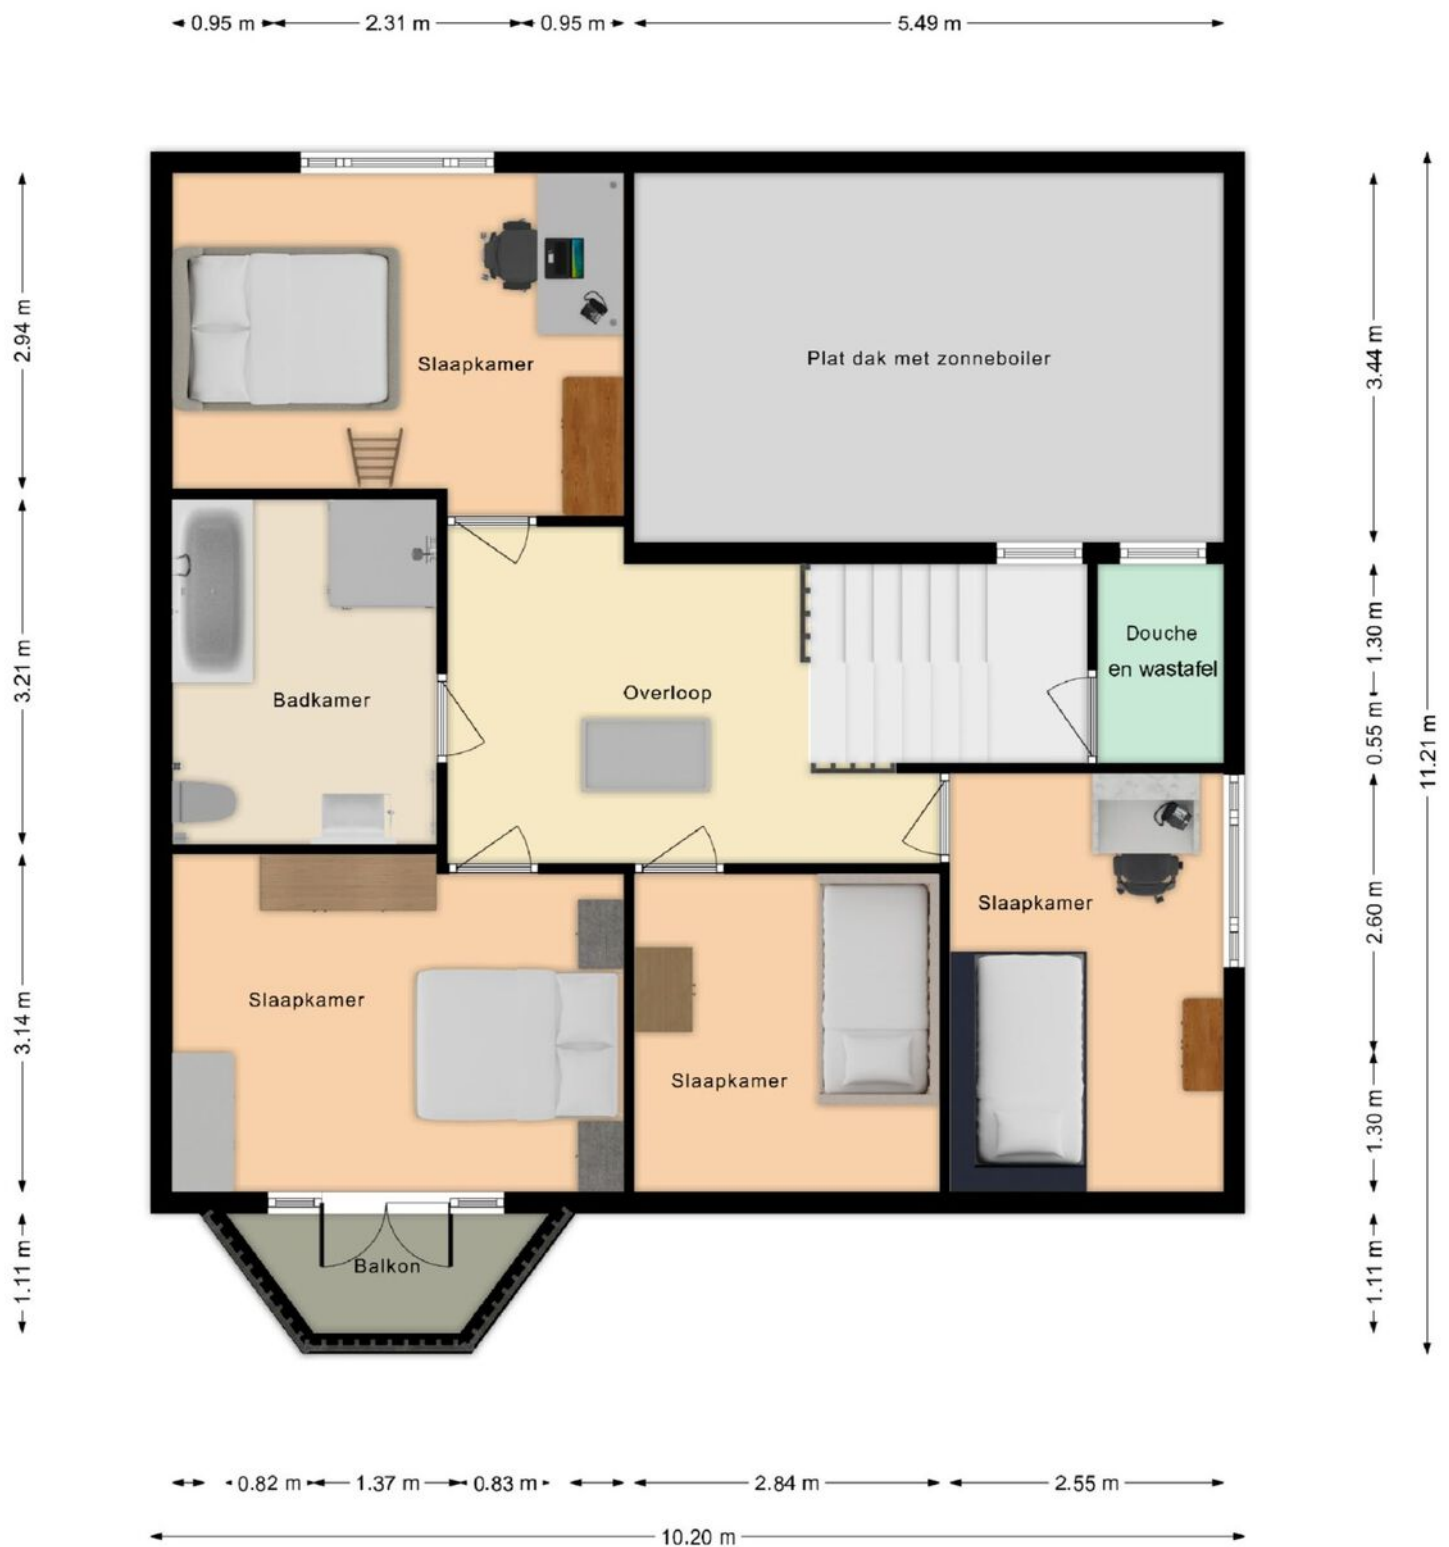 0.95 m
2.31 m
0.95 m
5.49 m
2.94 m
3.21 m
3.14 m
1.11 m
Slaapkamer
Plat dak met zonneboiler
Douche
en wastafel
Badkamer
Overloop
Slaapkamer
Slaapkamer
Slaapkamer
Balkon
3.44 m
1.30 m
0.55 m
2.60 m
1.30 m
1.11 m
11.21 m
0.82 m
1.37 m
0.83 m
2.84 m
2.55 m
10.20 m